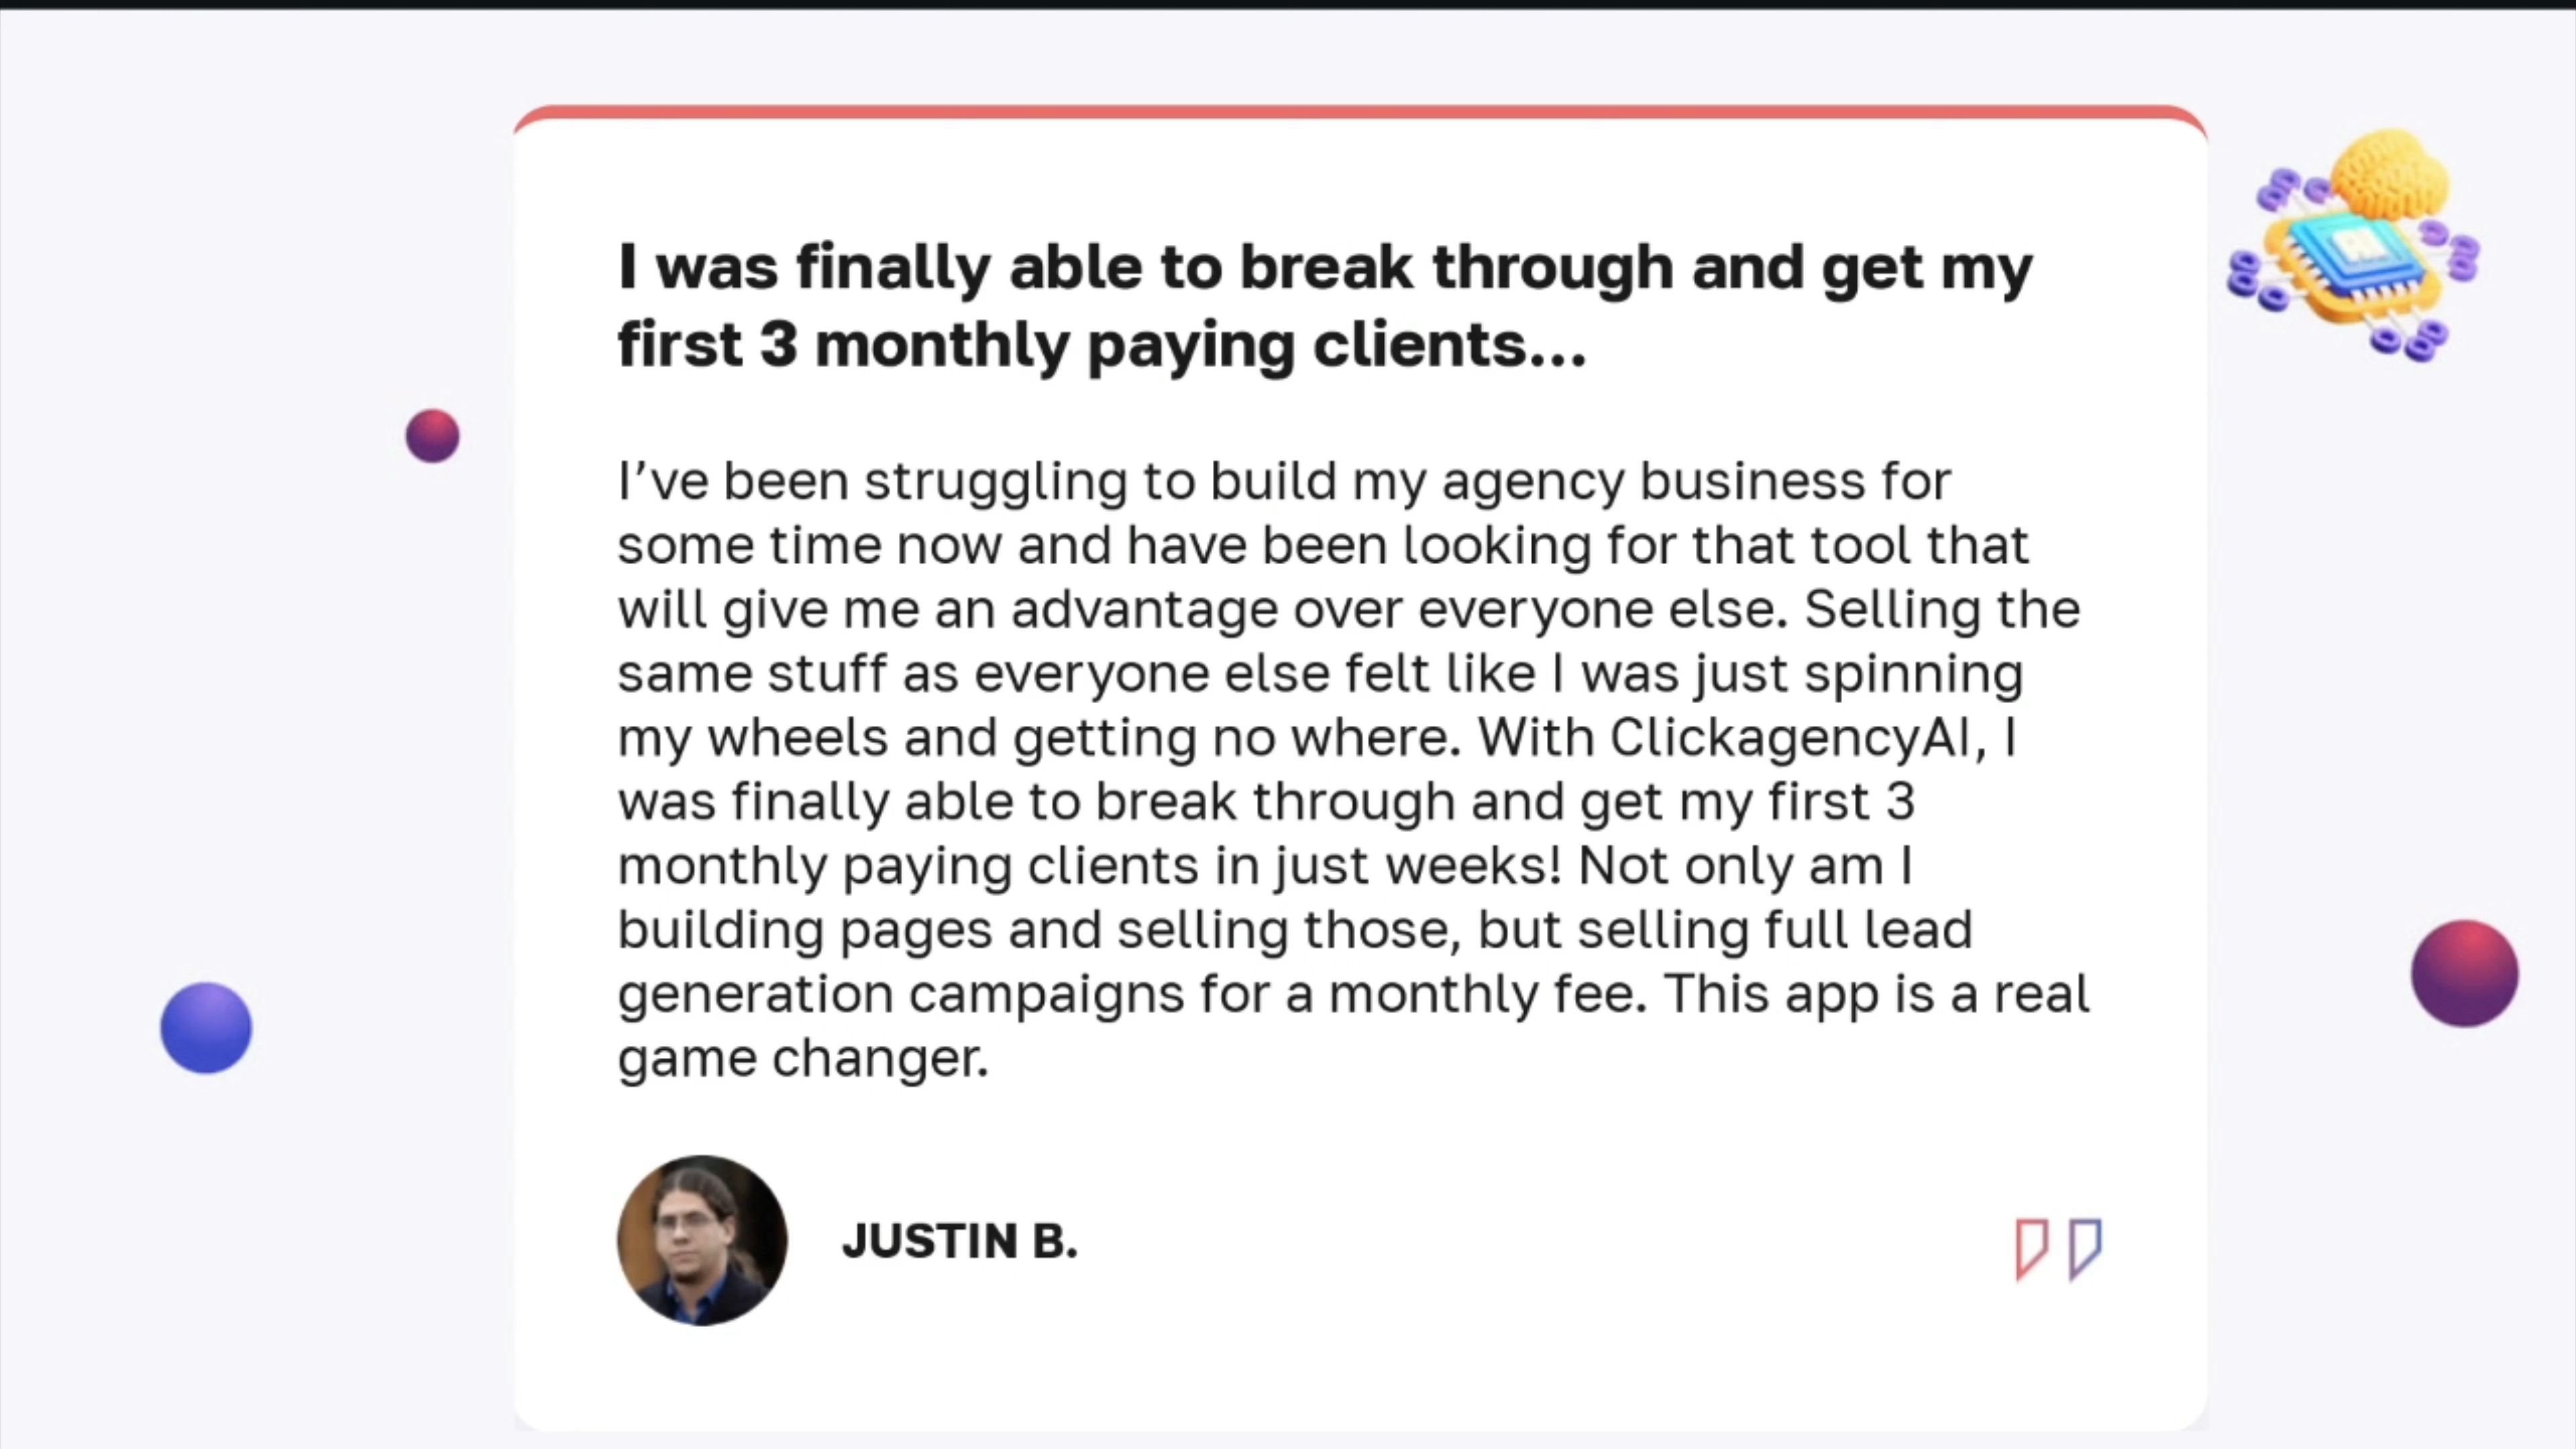 I was finally able to break through and get my
first 3 monthly paying clients...
I’ve been struggling to build my agency business for
some time now and have been looking for that tool that
will give me an advantage over everyone else. Selling the
same stuff as everyone else felt like I was just spinning
my wheels and getting no where. With ClickagencyAI, I
was finally able to break through and get my first 3
monthly paying clients in just weeks! Not only am I
building pages and selling those, but selling full lead
generation campaigns for a monthly fee. This app is a real
game changer.
JUSTIN B.